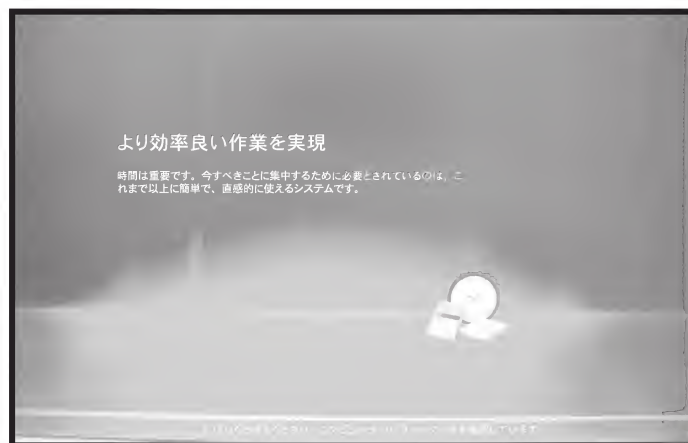 より効率良い作業を実現
時間は重要です。今すべきことに集中するために必要とされているのは、こ
れまで以上に簡単で、直感的に使えるシステムです。